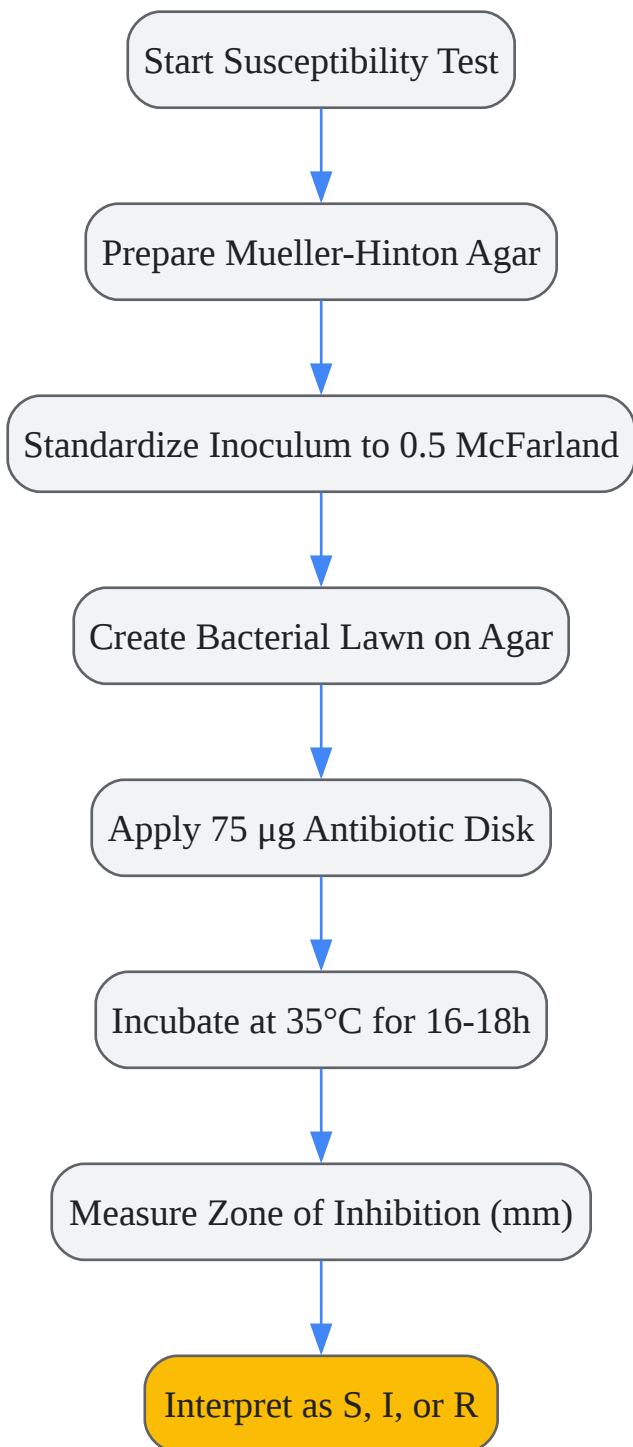 Start Susceptibility Test
Prepare Mueller-Hinton Agar
Standardize Inoculum to 0.5 McFarland
Create Bacterial Lawn on Agar
Apply 75 μg Antibiotic Disk
Incubate at 35°C for 16-18h
Measure Zone of Inhibition (mm)
Interpret as S, I, or R